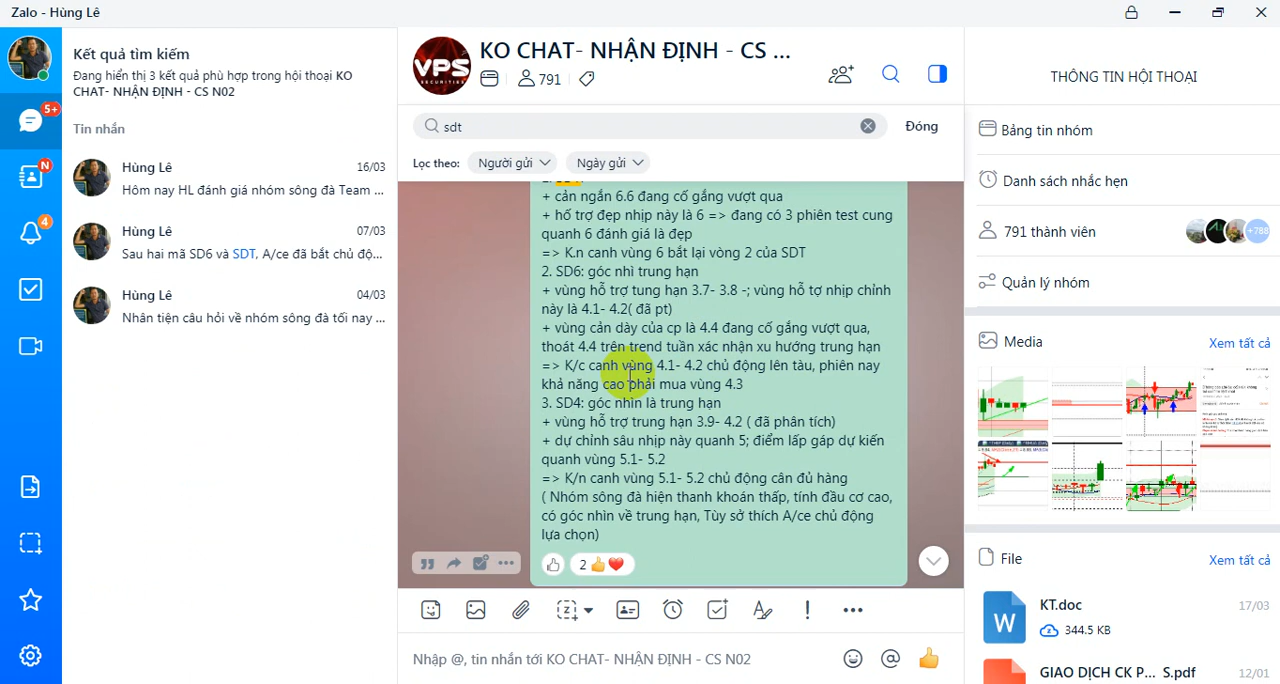 Zalo - Hùng Lê
Kết quả tìm kiếm
Đang hiển thị 3 kết quả phù hợp trong hội thoại KO
CHAT- NHẬN ĐỊNH - CS N02
Tin nhắn
Hùng Lê
16/03
Hôm nay HL đánh giá nhóm sông đà Team ...
Hùng Lê
07/03
Sau hai mã SD6 và SDT, A/ce đã bắt chủ độ...
Hùng Lê
04/03
Nhân tiện câu hỏi về nhóm sông đà tối nay ...
5+
N
4
VPS
SECURITIES
KO CHAT- NHẬN ĐỊNH - CS ...
791
sdt
Đóng
Lọc theo:
Người gửi
Ngày gửi
+ cản ngắn 6.6 đang cố gắng vượt qua
+ hố trợ đẹp nhịp này là 6 => đang có 3 phiên test cung
quanh 6 đánh giá là đẹp
=> K.n canh vùng 6 bắt lại vòng 2 của SDT
2. SD6: góc nhì trung hạn
+ vùng hỗ trợ tung hạn 3.7- 3.8 -; vùng hỗ tợ nhịp chỉnh
này là 4.1- 4.2( đã pt)
+ vùng cản dày của cp là 4.4 đang cố gắng vượt qua,
thoát 4.4 trên trend tuần xác nhận xu hướng trung hạn
=> K/c canh vùng 4.1- 4.2 chủ động lên tàu, phiên nay
khả năng cao phải mua vùng 4.3
3. SD4: góc nhìn là trung hạn
+ vùng hỗ trợ trung hạn 3.9- 4.2 ( đã phân tích)
+ dự chỉnh sâu nhịp này quanh 5; điểm lấp gáp dự kiến
quanh vùng 5.1- 5.2
=> K/n canh vùng 5.1- 5.2 chủ động cân đủ hàng
( Nhóm sông đà hiện thanh khoán thấp, tính đầu cơ cao,
có góc nhìn về trung hạn, Tùy sở thích A/ce chủ động
lựa chọn)
2
Nhập @, tin nhắn tới KO CHAT- NHẬN ĐỊNH - CS N02
THÔNG TIN HỘI THOẠI
Bảng tin nhóm
Danh sách nhắc hẹn
791 thành viên
+788
Quản lý nhóm
Media
Xem tất cả
File
Xem tất cả
W
KT.doc
17/03
344.5 KB
GIAO DỊCH CK P... S.pdf
12/01